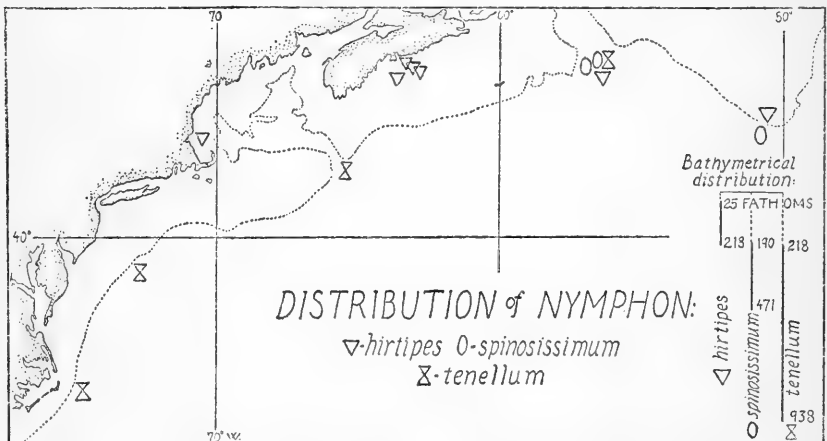 70
60
50°
Bathymetrical
distribution:
25 FATHOMS
40°
213 170 218
DISTRIBUTION of NYMPHON:
▽-hirtipes O-spinosissimum
⧖-tenellum
471
▽ hirtipes
O spinosissimum
tenellum
938
⧖
70° W.